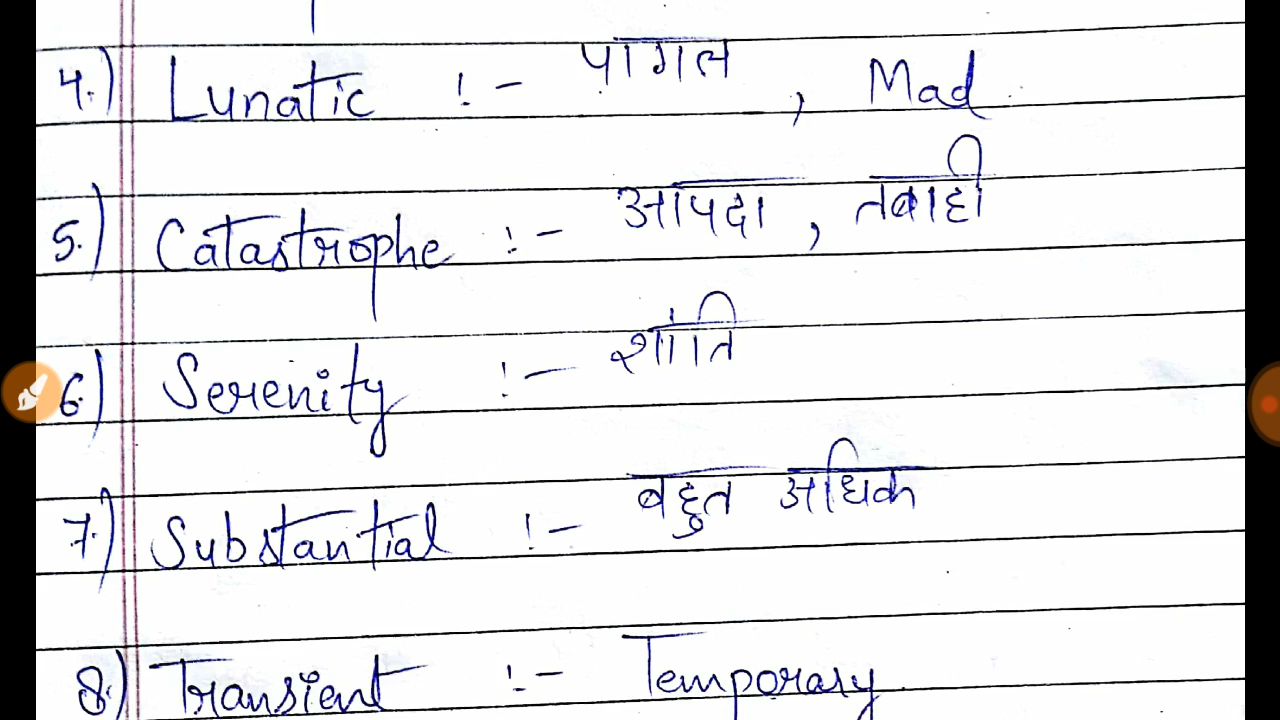 4.) Lunatic :- पागल , Mad
5.) Catastrophe :- आपदा , तबाही
6.) Serenity :- शांति
7.) Substantial :- बहुत अधिक
8.) Transient :- Temporary